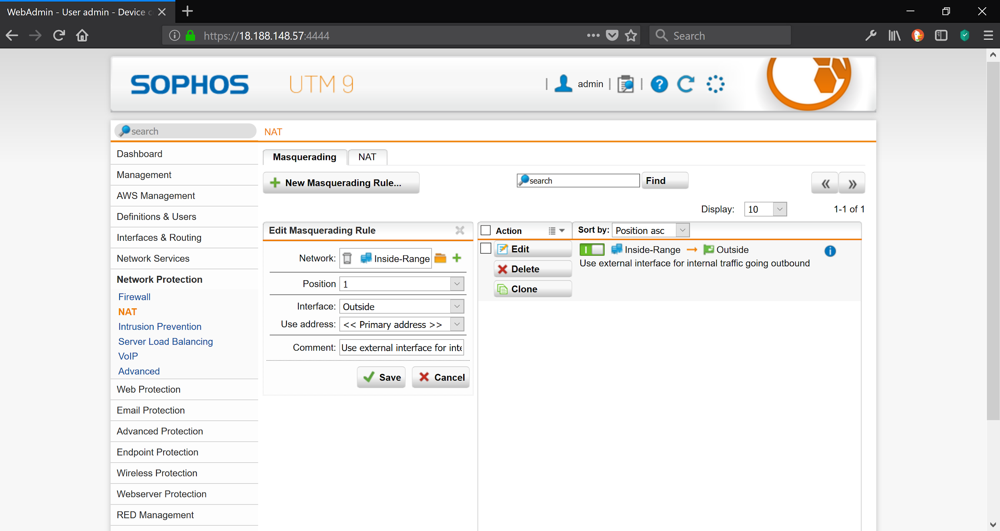 WebAdmin - User admin - Device c
https://18.188.148.57:4444
Search
SOPHOS
UTM 9
admin
search
NAT
Dashboard
Management
AWS Management
Definitions & Users
Interfaces & Routing
Network Services
Network Protection
Firewall
NAT
Intrusion Prevention
Server Load Balancing
VoIP
Advanced
Web Protection
Email Protection
Advanced Protection
Endpoint Protection
Wireless Protection
Webserver Protection
RED Management
Masquerading
NAT
New Masquerading Rule...
search
Find
Display: 10
1-1 of 1
Edit Masquerading Rule
Network: Inside-Range
Position 1
Interface: Outside
Use address: << Primary address >>
Comment: Use external interface for inte
Save
Cancel
Action
Sort by: Position asc
Edit
Delete
Clone
Inside-Range → Outside
Use external interface for internal traffic going outbound